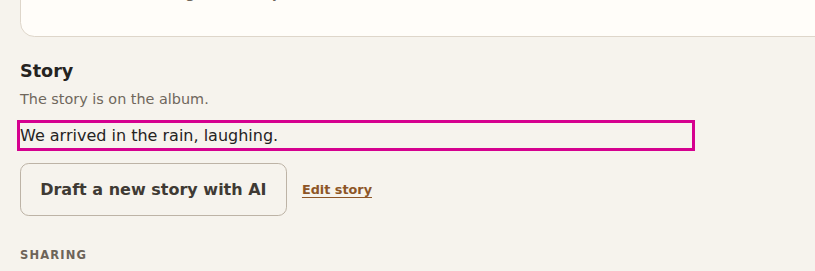 Story
The story is on the album.
We arrived in the rain, laughing.
Draft a new story with AI
Edit story
SHARING